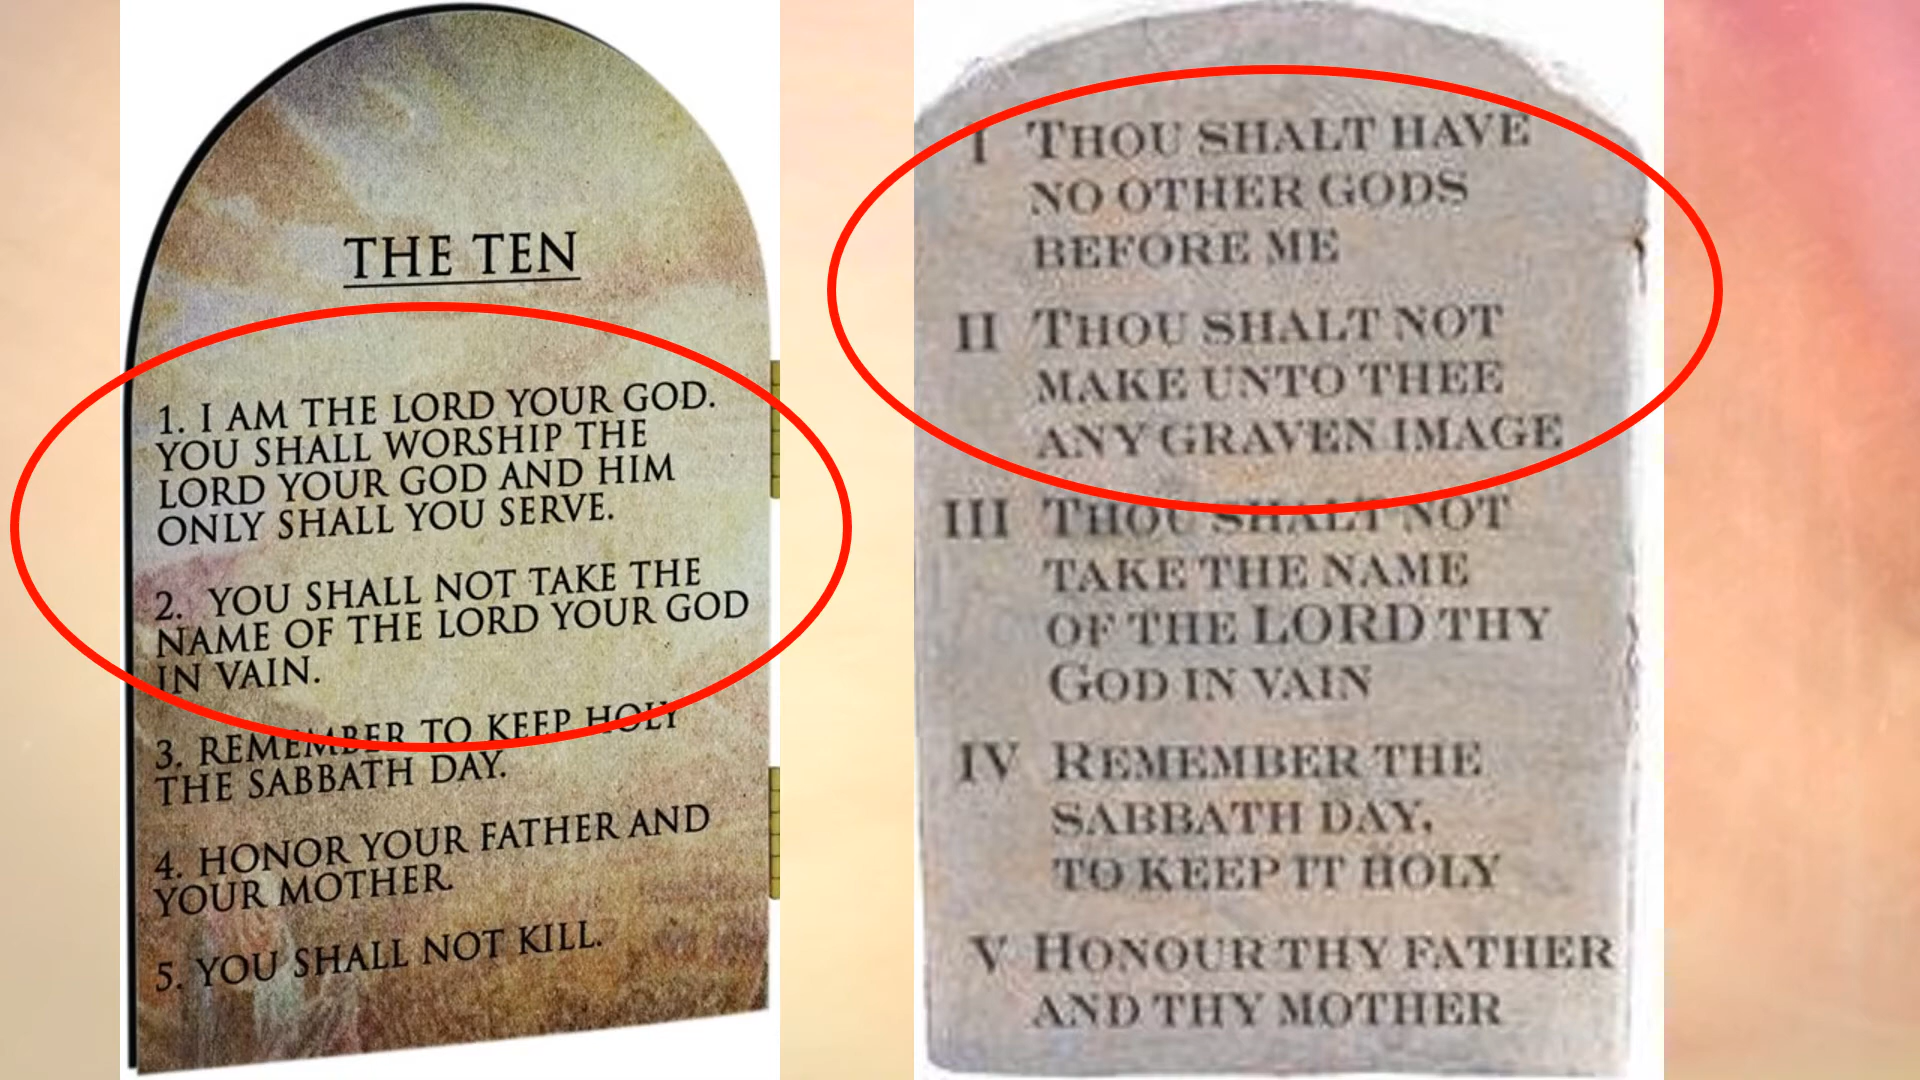 THE TEN
1. I AM THE LORD YOUR GOD.
YOU SHALL WORSHIP THE
LORD YOUR GOD AND HIM
ONLY SHALL YOU SERVE.
2. YOU SHALL NOT TAKE THE
NAME OF THE LORD YOUR GOD
IN VAIN.
3. REMEMBER TO KEEP HOLY
THE SABBATH DAY.
4. HONOR YOUR FATHER AND
YOUR MOTHER.
5. YOU SHALL NOT KILL.
I THOU SHALT HAVE
NO OTHER GODS
BEFORE ME
II THOU SHALT NOT
MAKE UNTO THEE
ANY GRAVEN IMAGE
III THOU SHALT NOT
TAKE THE NAME
OF THE LORD THY
GOD IN VAIN
IV REMEMBER THE
SABBATH DAY,
TO KEEP IT HOLY
V HONOUR THY FATHER
AND THY MOTHER